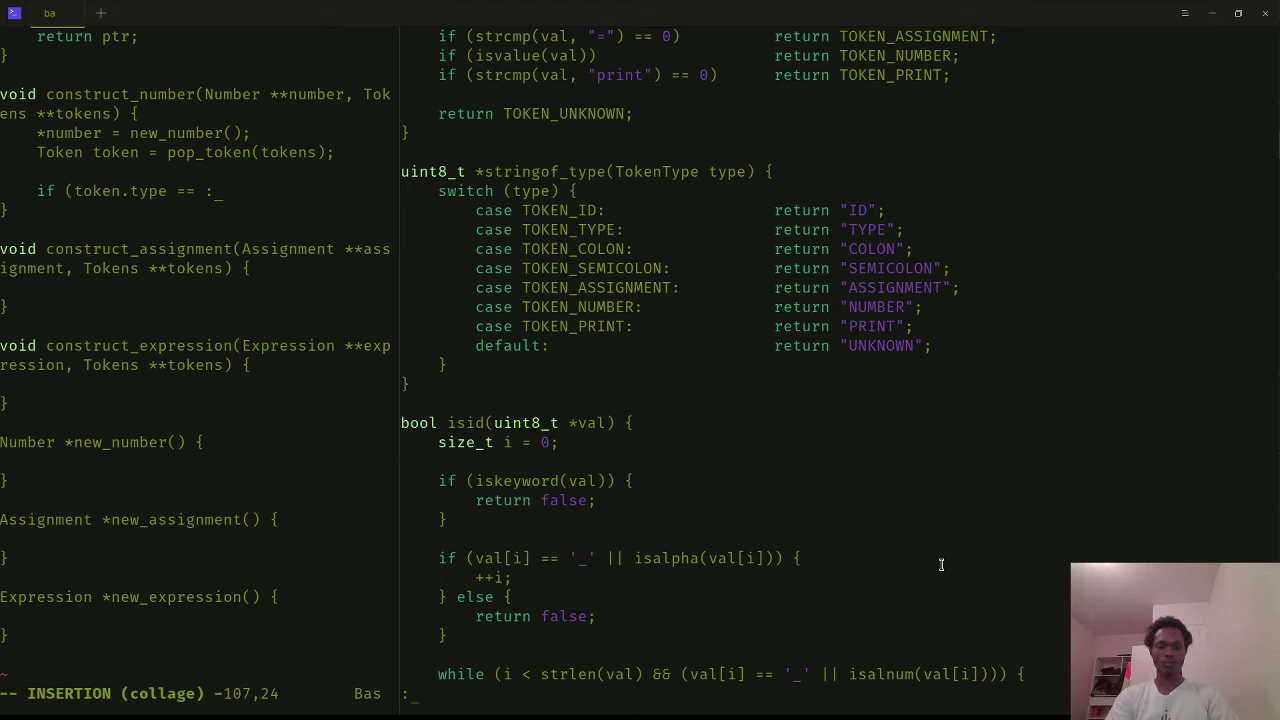 ba
return ptr;
}
void construct_number(Number **number, Tok
ens **tokens) {
*number = new_number();
Token token = pop_token(tokens);
if (token.type == :_
}
void construct_assignment(Assignment **ass
ignment, Tokens **tokens) {
}
void construct_expression(Expression **exp
ression, Tokens **tokens) {
}
Number *new_number() {
}
Assignment *new_assignment() {
}
Expression *new_expression() {
}
~
-- INSERTION (collage) -107,24 Bas
if (strcmp(val, "=") == 0) return TOKEN_ASSIGNMENT;
if (isvalue(val)) return TOKEN_NUMBER;
if (strcmp(val, "print") == 0) return TOKEN_PRINT;
return TOKEN_UNKNOWN;
}
uint8_t *stringof_type(TokenType type) {
switch (type) {
case TOKEN_ID: return "ID";
case TOKEN_TYPE: return "TYPE";
case TOKEN_COLON: return "COLON";
case TOKEN_SEMICOLON: return "SEMICOLON";
case TOKEN_ASSIGNMENT: return "ASSIGNMENT";
case TOKEN_NUMBER: return "NUMBER";
case TOKEN_PRINT: return "PRINT";
default: return "UNKNOWN";
}
}
bool isid(uint8_t *val) {
size_t i = 0;
if (iskeyword(val)) {
return false;
}
if (val[i] == '_' || isalpha(val[i])) {
++i;
} else {
return false;
}
while (i < strlen(val) && (val[i] == '_' || isalnum(val[i]))) {
:_